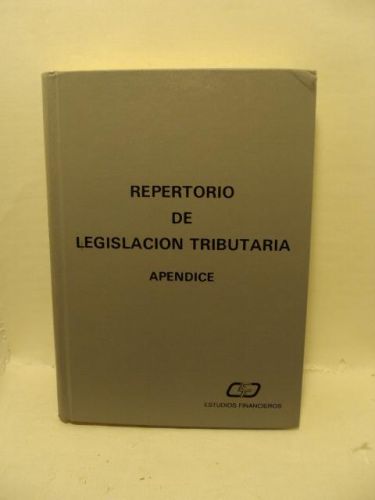 REPERTORIO
DE
LEGISLACION TRIBUTARIA
APENDICE
ESTUDIOS FINANCIEROS